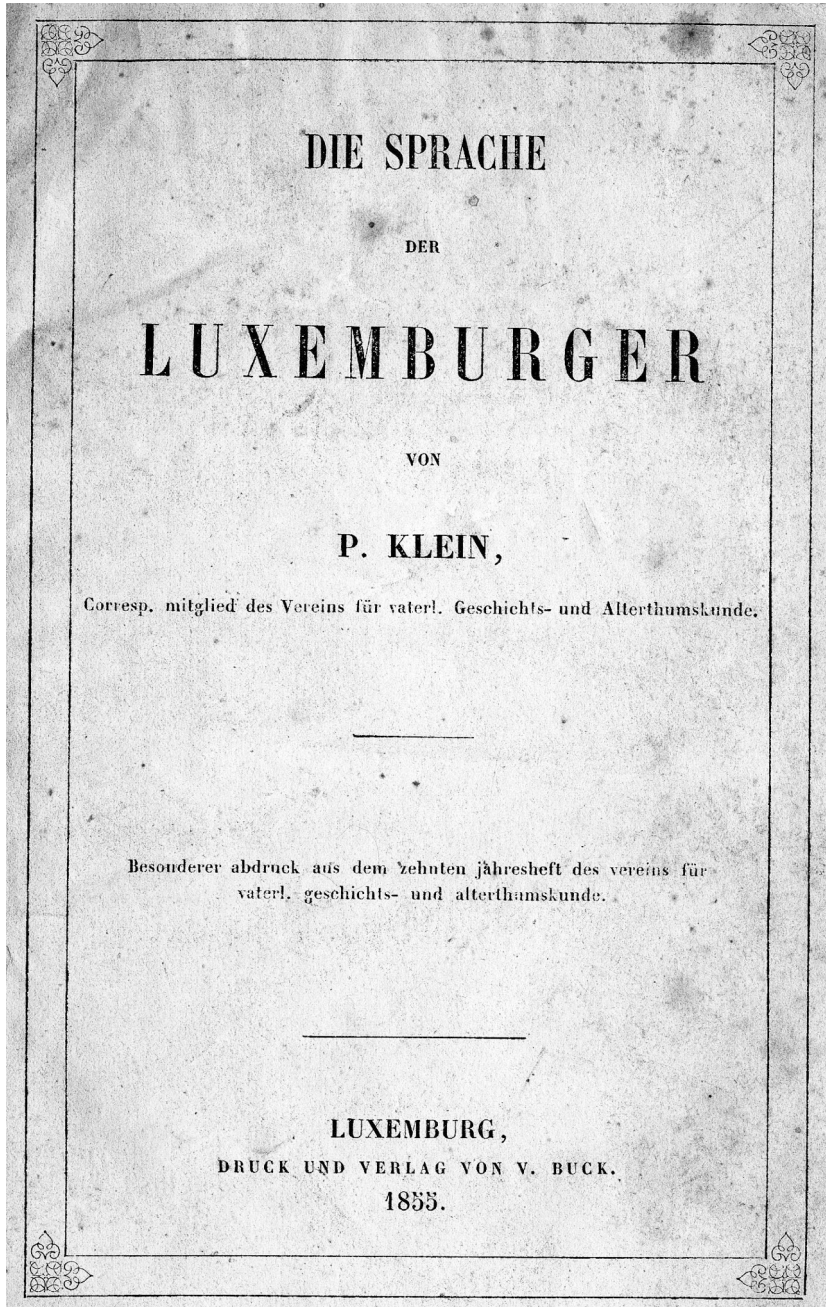 DIE SPRACHE
DER
LUXEMBURGER
VON
P. KLEIN,
Corresp. mitglied des Vereins für vaterl. Geschichts- und Alterthumskunde.
Besonderer abdruck aus dem zehnten jahresheft des vereins für
vaterl. geschichts- und alterthumskunde.
LUXEMBURG,
DRUCK UND VERLAG VON V. BUCK.
1855.